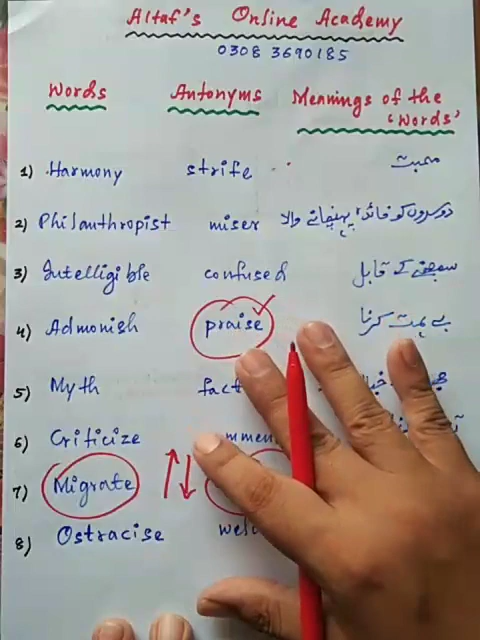 Altaf's Online Academy
0308 3690185
Words Antonyms Meanings of the 'Words'
1) Harmony strife محبت
2) Philanthropist miser دوسروں کو فائدہ پہنچانے والا
3) Intelligible confused سمجھنے کے قابل
4) Admonish praise بے ہمت کرنا
5) Myth fact
6) Criticize
7) Migrate
8) Ostracise